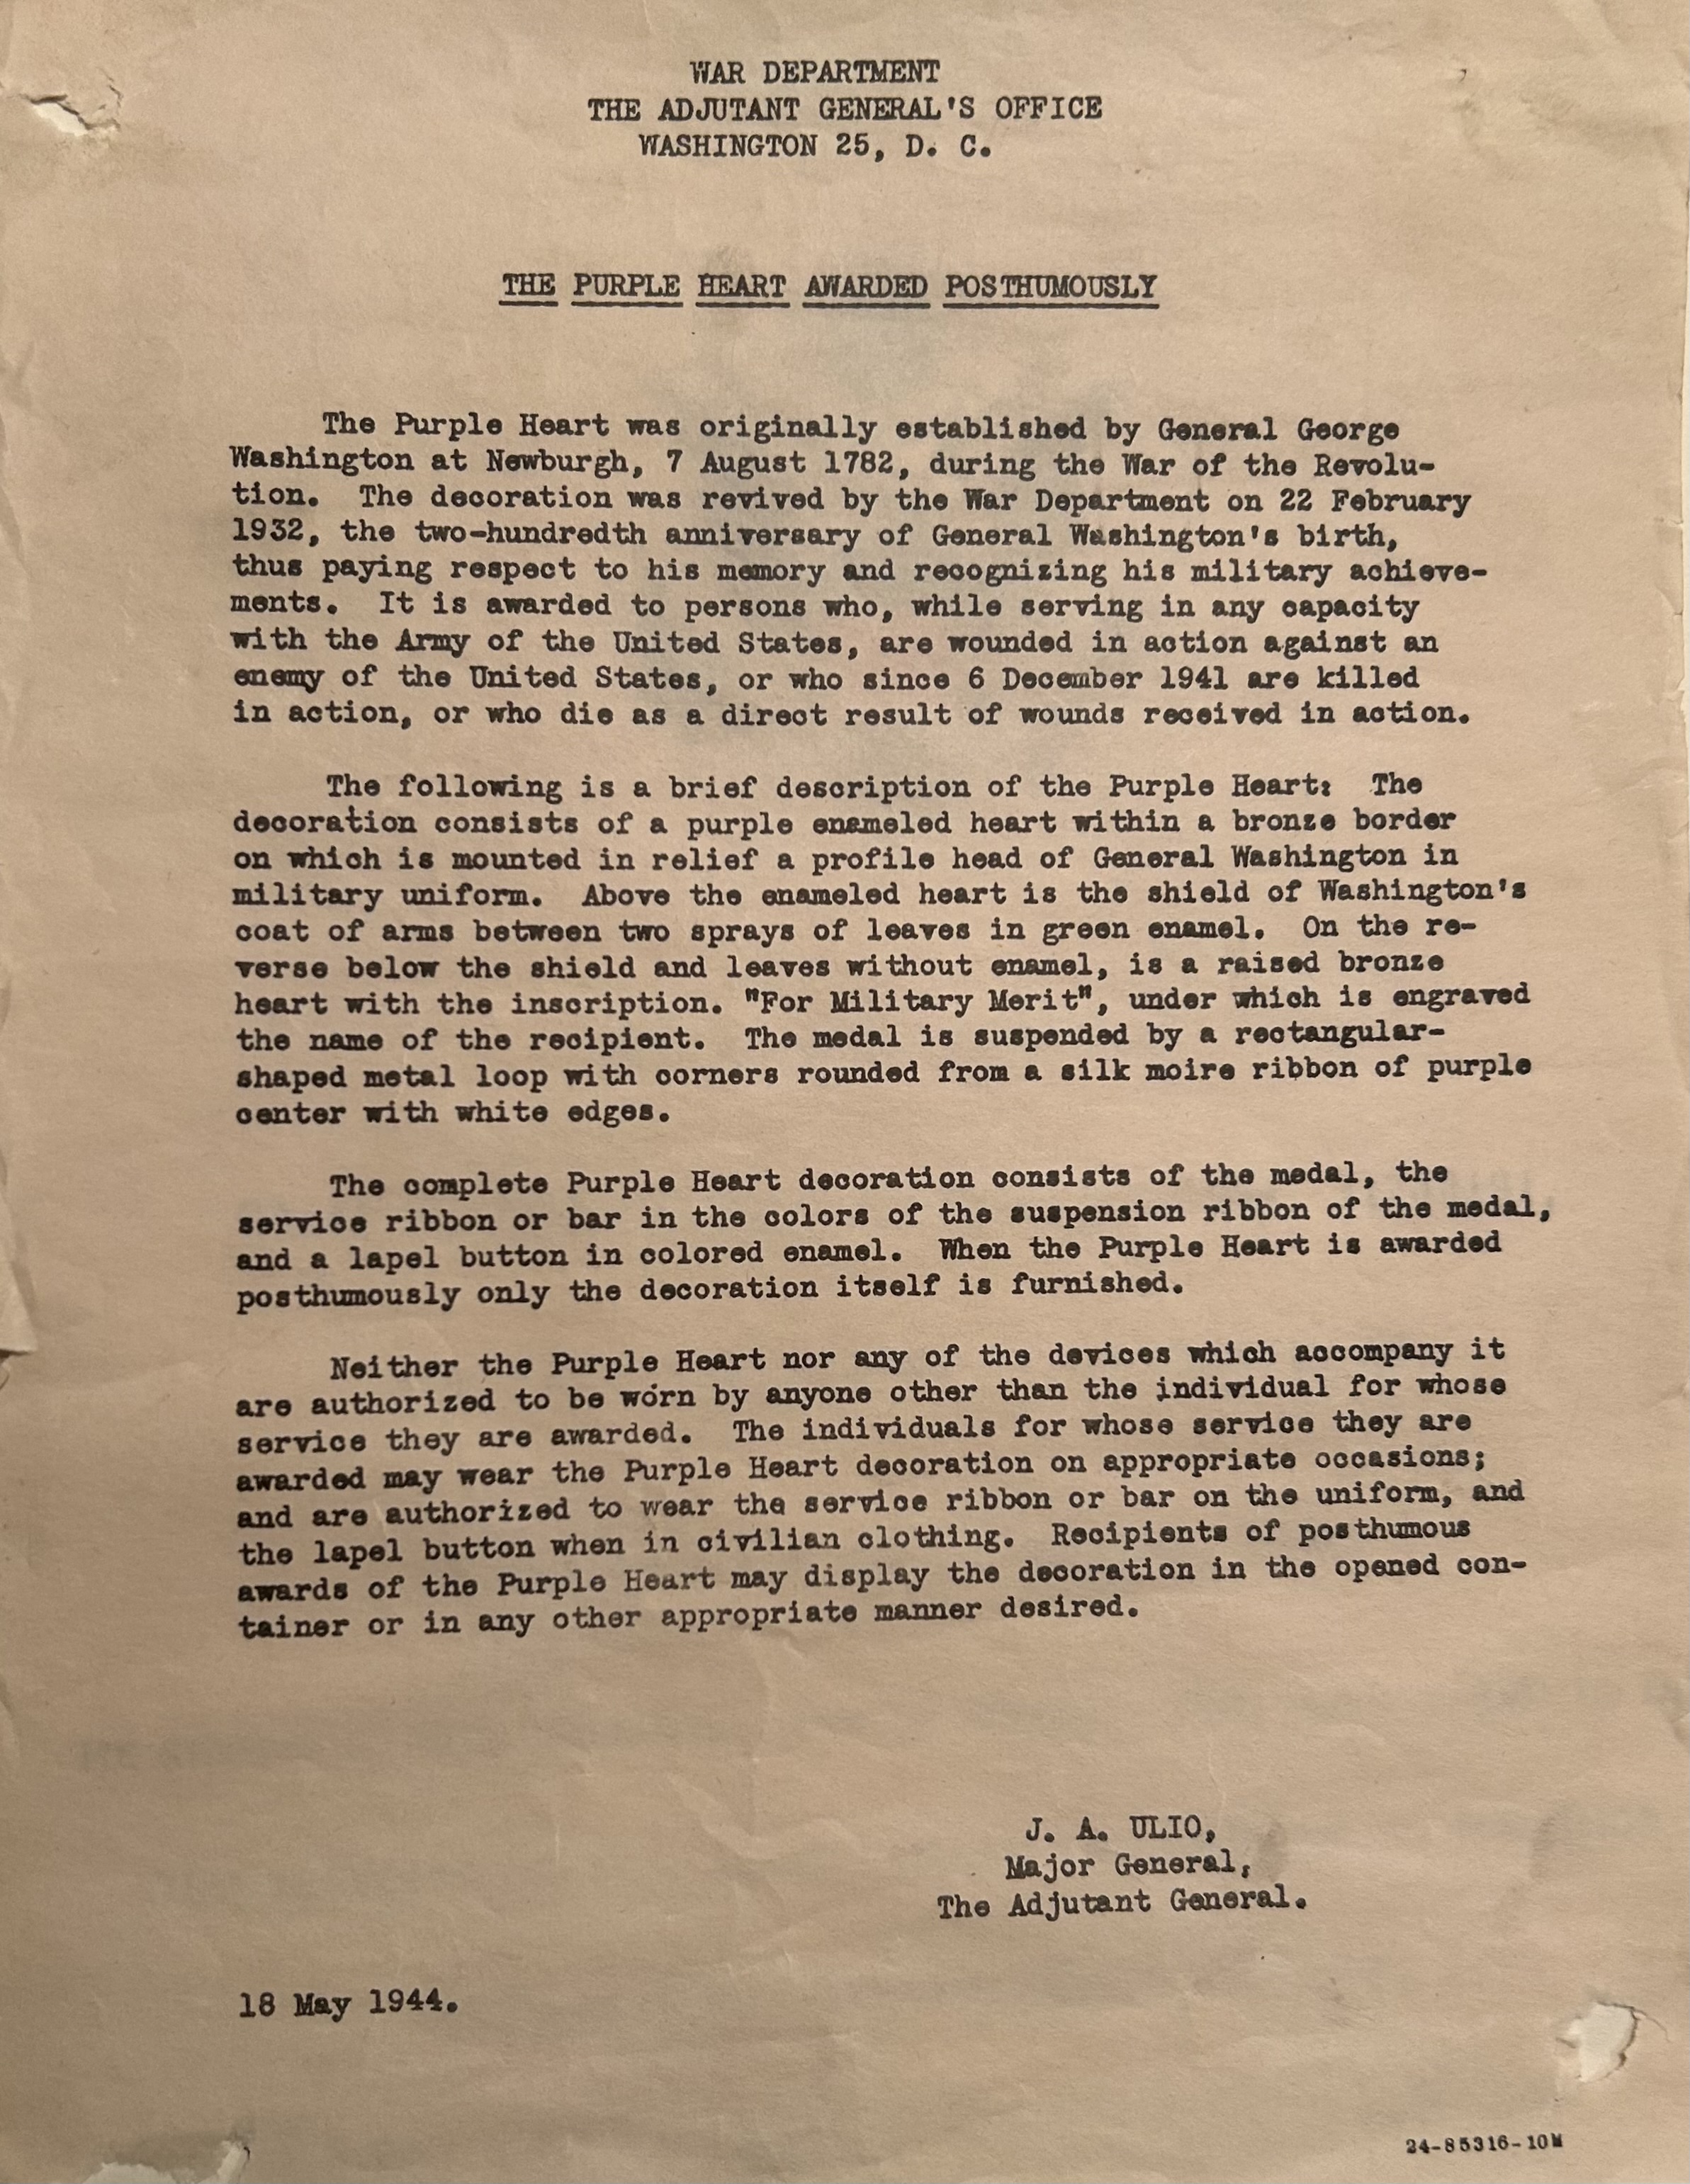 WAR DEPARTMENT
THE ADJUTANT GENERAL'S OFFICE
WASHINGTON 25, D. C.
THE PURPLE HEART AWARDED POSTHUMOUSLY
The Purple Heart was originally established by General George
Washington at Newburgh, 7 August 1782, during the War of the Revolu-
tion. The decoration was revived by the War Department on 22 February
1932, the two-hundredth anniversary of General Washington's birth,
thus paying respect to his memory and recognizing his military achieve-
ments. It is awarded to persons who, while serving in any capacity
with the Army of the United States, are wounded in action against an
enemy of the United States, or who since 6 December 1941 are killed
in action, or who die as a direct result of wounds received in action.
The following is a brief description of the Purple Heart: The
decoration consists of a purple enameled heart within a bronze border
on which is mounted in relief a profile head of General Washington in
military uniform. Above the enameled heart is the shield of Washington's
coat of arms between two sprays of leaves in green enamel. On the re-
verse below the shield and leaves without enamel, is a raised bronze
heart with the inscription. "For Military Merit", under which is engraved
the name of the recipient. The medal is suspended by a rectangular-
shaped metal loop with corners rounded from a silk moire ribbon of purple
center with white edges.
The complete Purple Heart decoration consists of the medal, the
service ribbon or bar in the colors of the suspension ribbon of the medal,
and a lapel button in colored enamel. When the Purple Heart is awarded
posthumously only the decoration itself is furnished.
Neither the Purple Heart nor any of the devices which accompany it
are authorized to be worn by anyone other than the individual for whose
service they are awarded. The individuals for whose service they are
awarded may wear the Purple Heart decoration on appropriate occasions;
and are authorized to wear the service ribbon or bar on the uniform, and
the lapel button when in civilian clothing. Recipients of posthumous
awards of the Purple Heart may display the decoration in the opened con-
tainer or in any other appropriate manner desired.
J. A. ULIO,
Major General,
The Adjutant General.
18 May 1944.
24-85316-10M